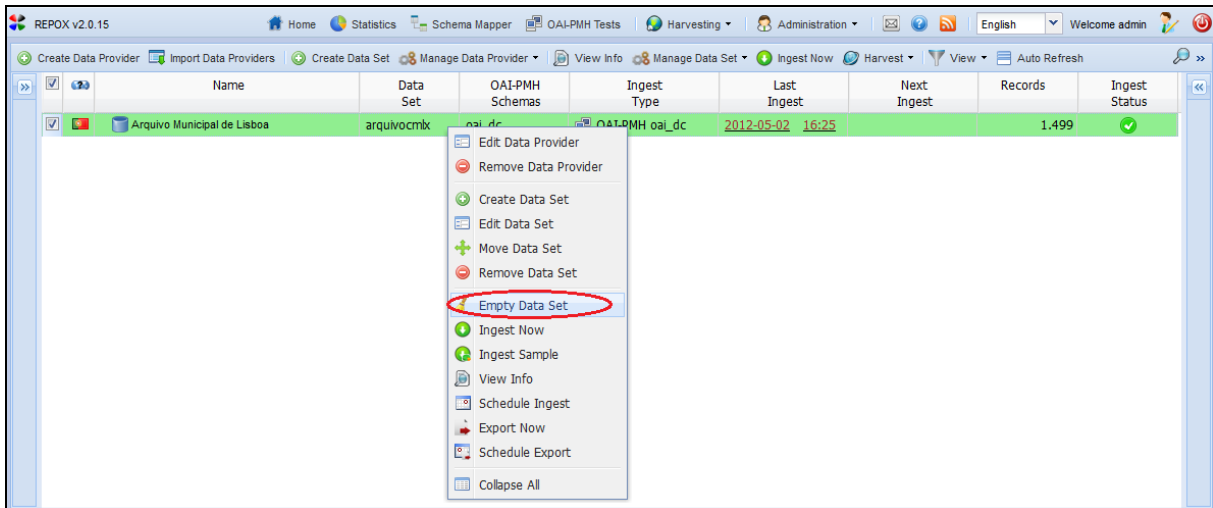 REPOX v2.0.15 Home Statistics Schema Mapper OAI-PMH Tests Harvesting Administration English Welcome admin
Create Data Provider Import Data Providers Create Data Set Manage Data Provider View Info Manage Data Set Ingest Now Harvest View Auto Refresh »
» Name Data Set OAI-PMH Schemas Ingest Type Last Ingest Next Ingest Records Ingest Status «
Arquivo Municipal de Lisboa arquivocmlx oai_dc OAI-PMH oai_dc 2012-05-02 16:25 1.499
Edit Data Provider
Remove Data Provider
Create Data Set
Edit Data Set
Move Data Set
Remove Data Set
Empty Data Set
Ingest Now
Ingest Sample
View Info
Schedule Ingest
Export Now
Schedule Export
Collapse All